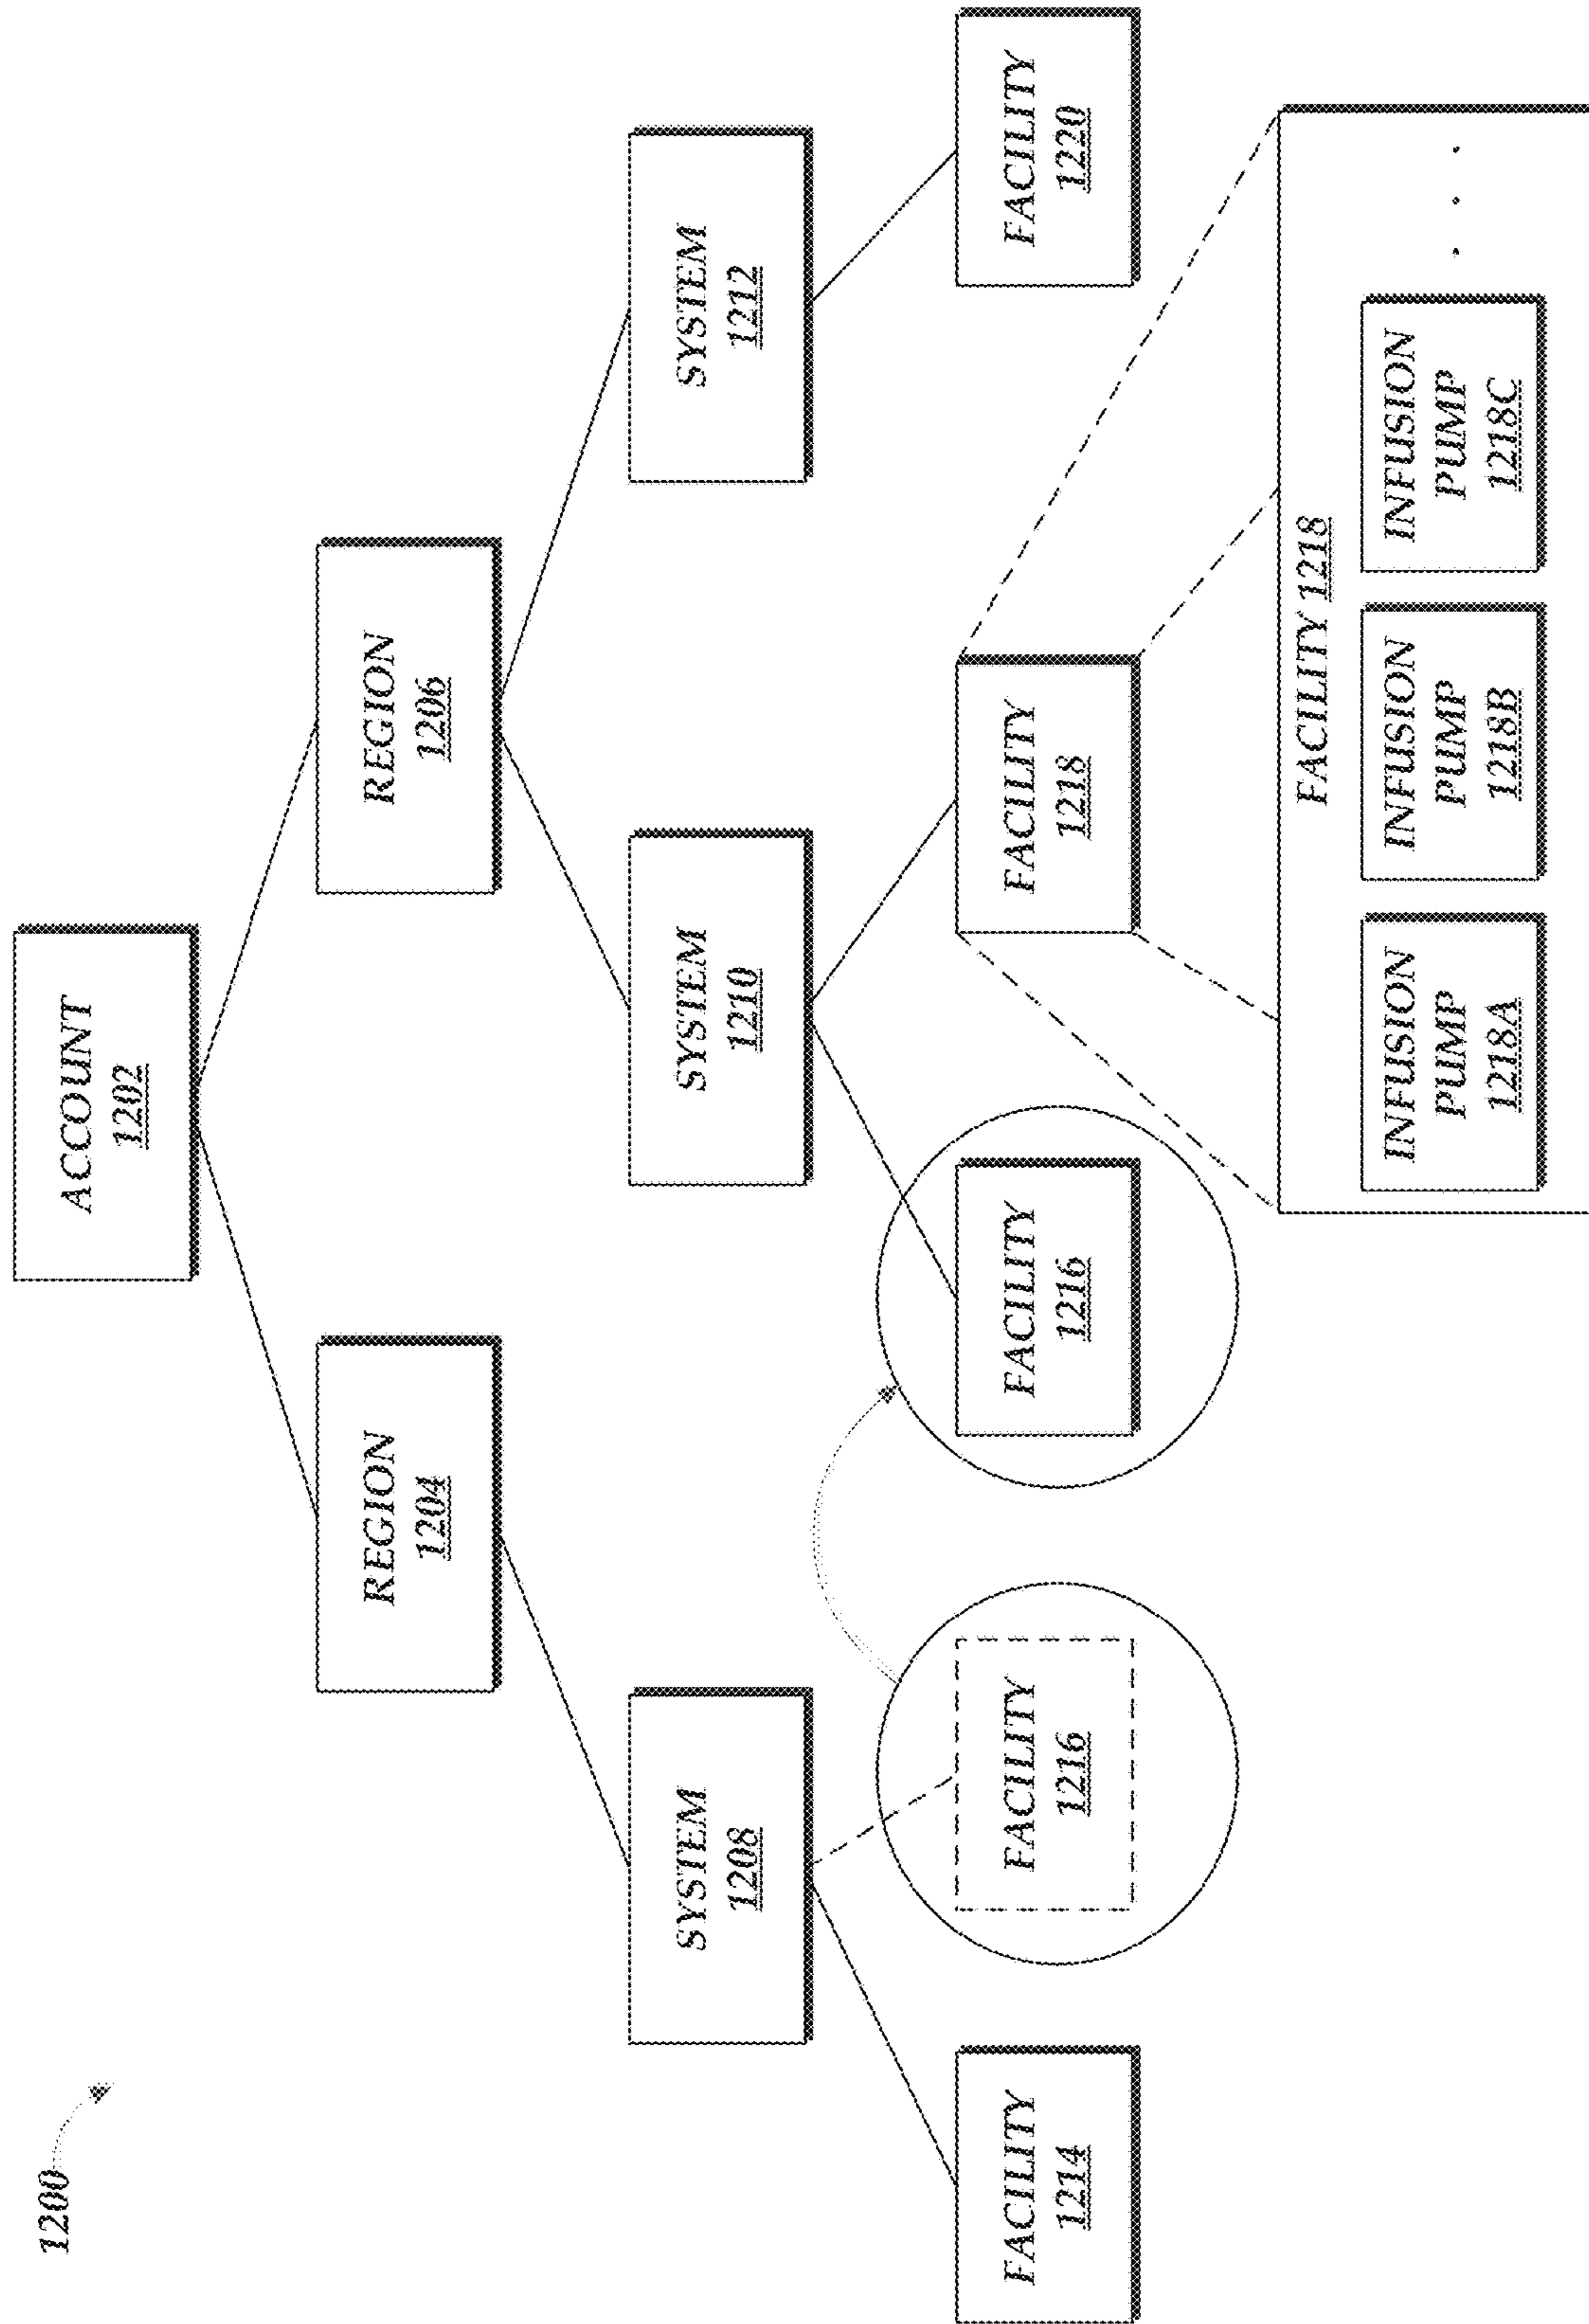 1200
ACCOUNT
1202
REGION
1204
REGION
1206
SYSTEM
1208
SYSTEM
1210
SYSTEM
1212
FACILITY
1214
FACILITY
1216
FACILITY
1216
FACILITY
1218
FACILITY
1220
FACILITY 1218
INFUSION
PUMP
1218A
INFUSION
PUMP
1218B
INFUSION
PUMP
1218C
. . .